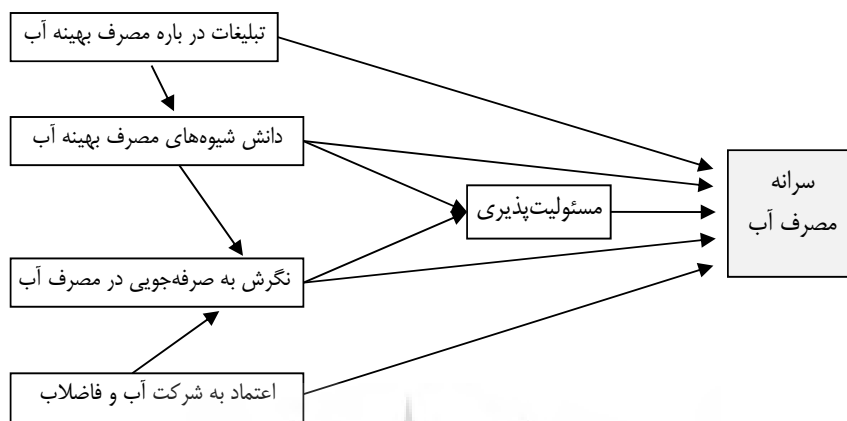 تبلیغات در باره مصرف بهینه آب
دانش شیوه‌های مصرف بهینه آب
مسئولیت‌پذیری
سرانه
مصرف آب
نگرش به صرفه‌جویی در مصرف آب
اعتماد به شرکت آب و فاضلاب